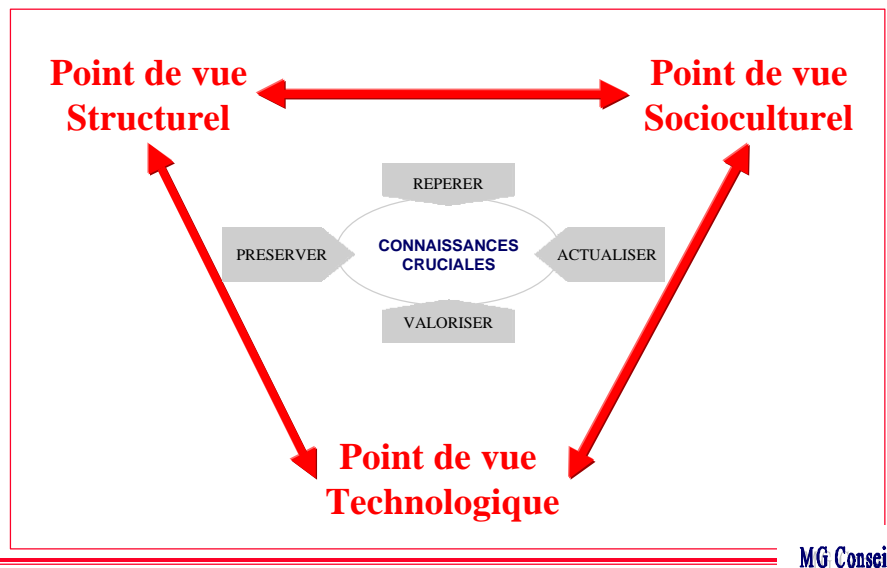 Point de vue
Structurel
Point de vue
Socioculturel
REPERER
PRESERVER
CONNAISSANCES
CRUCIALES
ACTUALISER
VALORISER
Point de vue
Technologique
MG Consei